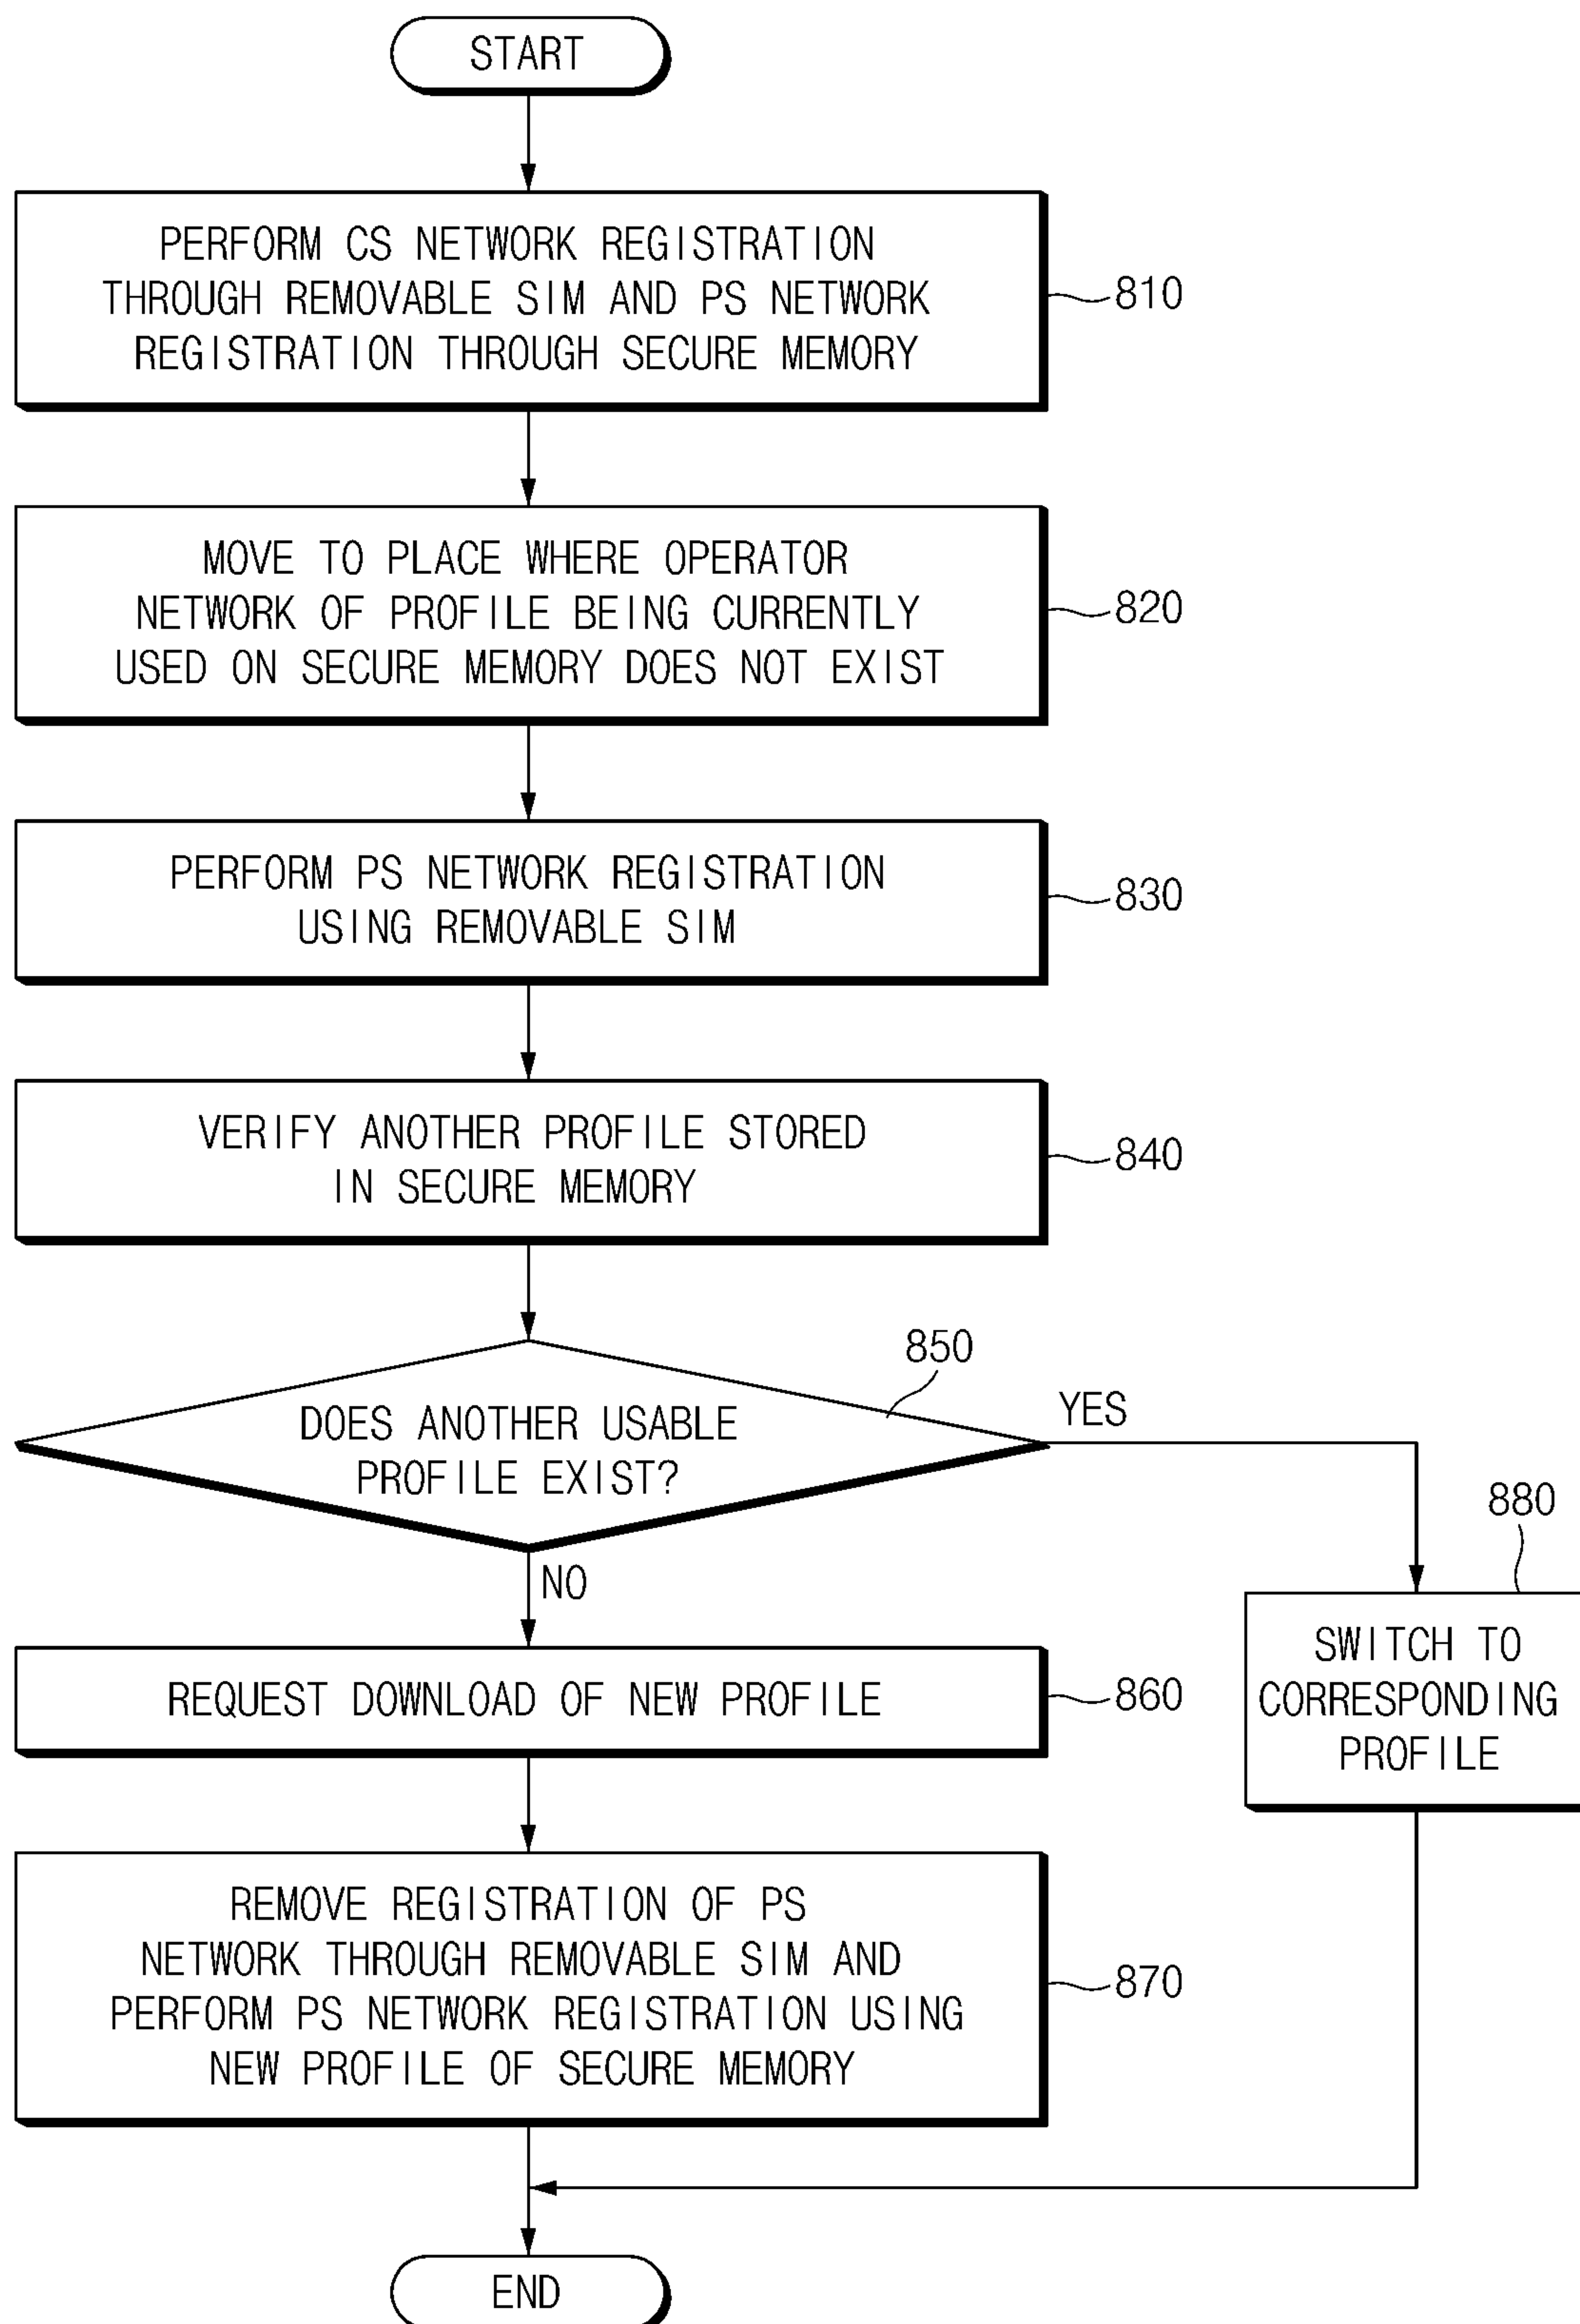 START
PERFORM CS NETWORK REGISTRATION
THROUGH REMOVABLE SIM AND PS NETWORK
REGISTRATION THROUGH SECURE MEMORY
810
MOVE TO PLACE WHERE OPERATOR
NETWORK OF PROFILE BEING CURRENTLY
USED ON SECURE MEMORY DOES NOT EXIST
820
PERFORM PS NETWORK REGISTRATION
USING REMOVABLE SIM
830
VERIFY ANOTHER PROFILE STORED
IN SECURE MEMORY
840
850
DOES ANOTHER USABLE
PROFILE EXIST?
YES
NO
880
SWITCH TO
CORRESPONDING
PROFILE
REQUEST DOWNLOAD OF NEW PROFILE
860
REMOVE REGISTRATION OF PS
NETWORK THROUGH REMOVABLE SIM AND
PERFORM PS NETWORK REGISTRATION USING
NEW PROFILE OF SECURE MEMORY
870
END